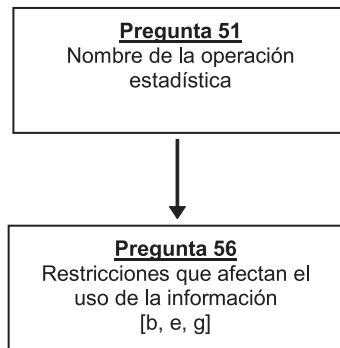 Pregunta 51
Nombre de la operación
estadística
Pregunta 56
Restricciones que afectan el
uso de la información
[b, e, g]